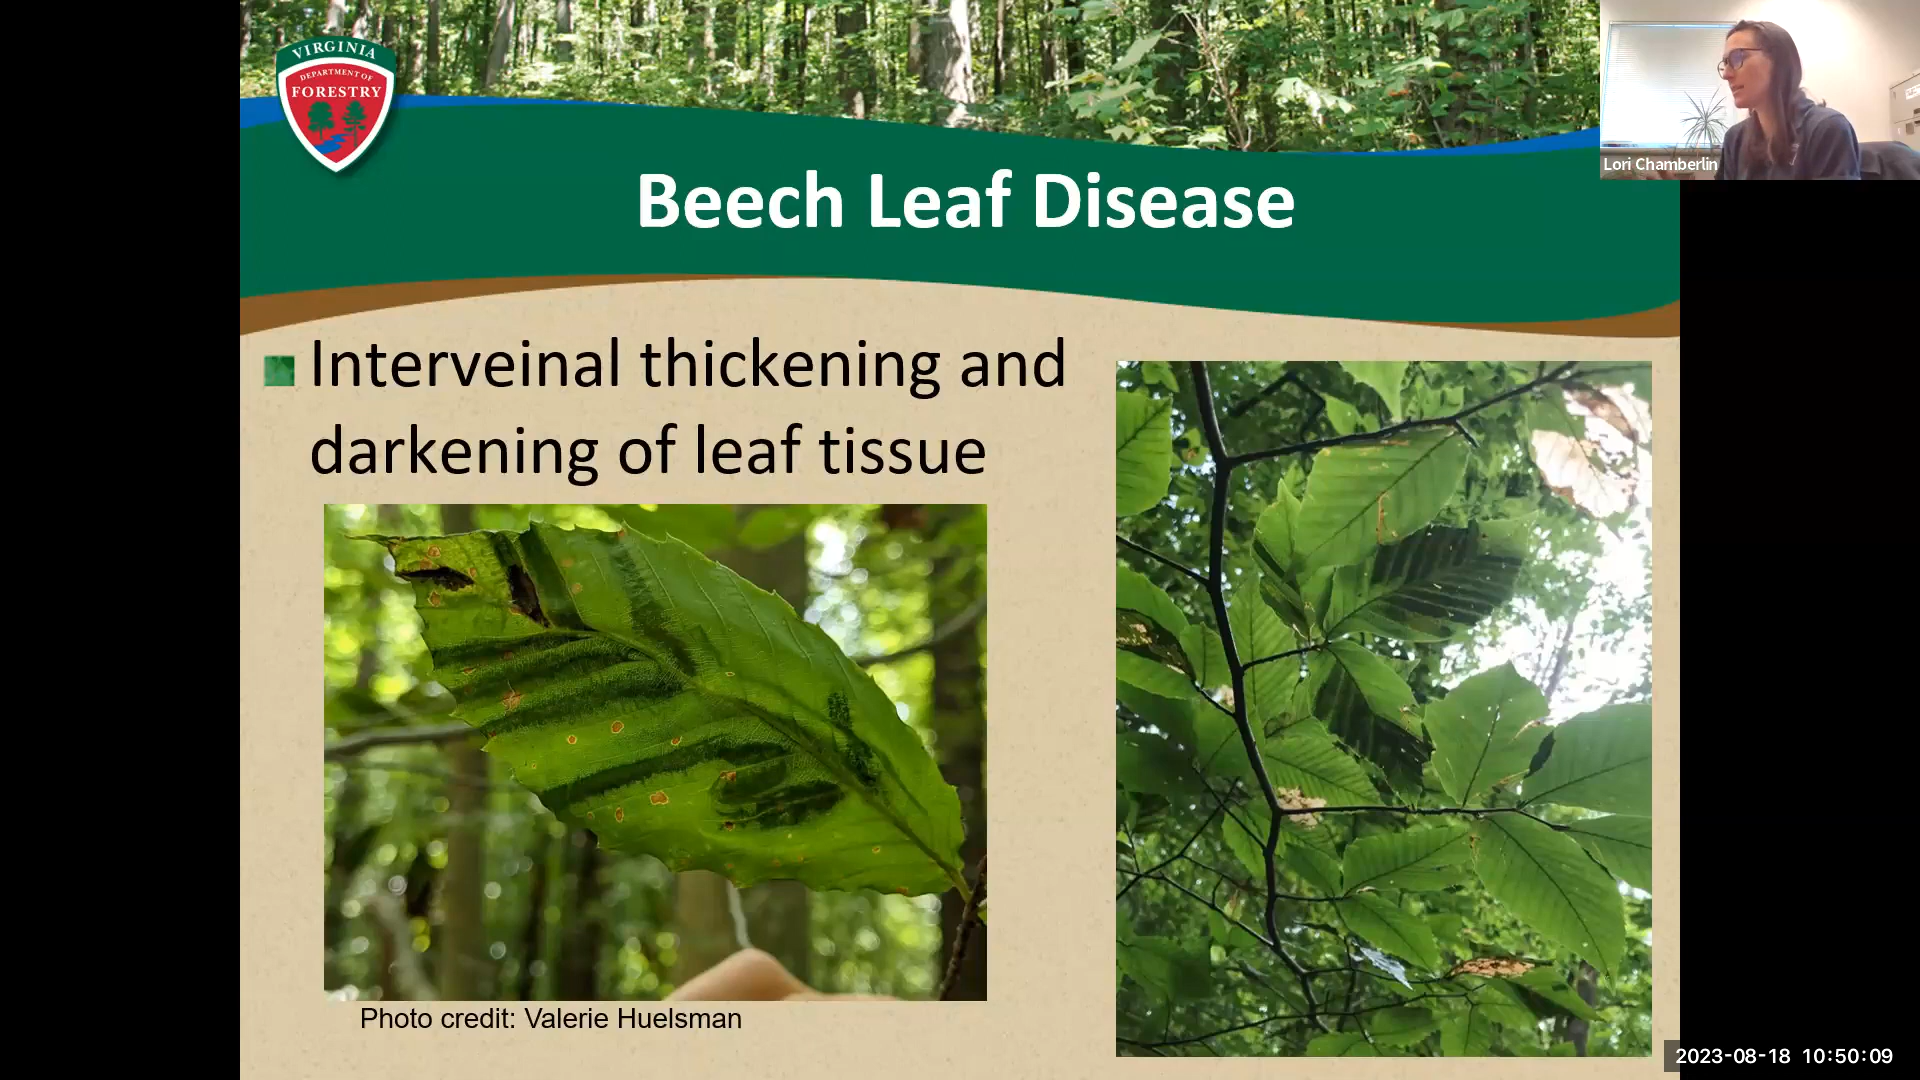 VIRGINIA
DEPARTMENT OF
FORESTRY
Lori Chamberlin
Beech Leaf Disease
Interveinal thickening and
darkening of leaf tissue
Photo credit: Valerie Huelsman
2023-08-18 10:50:09